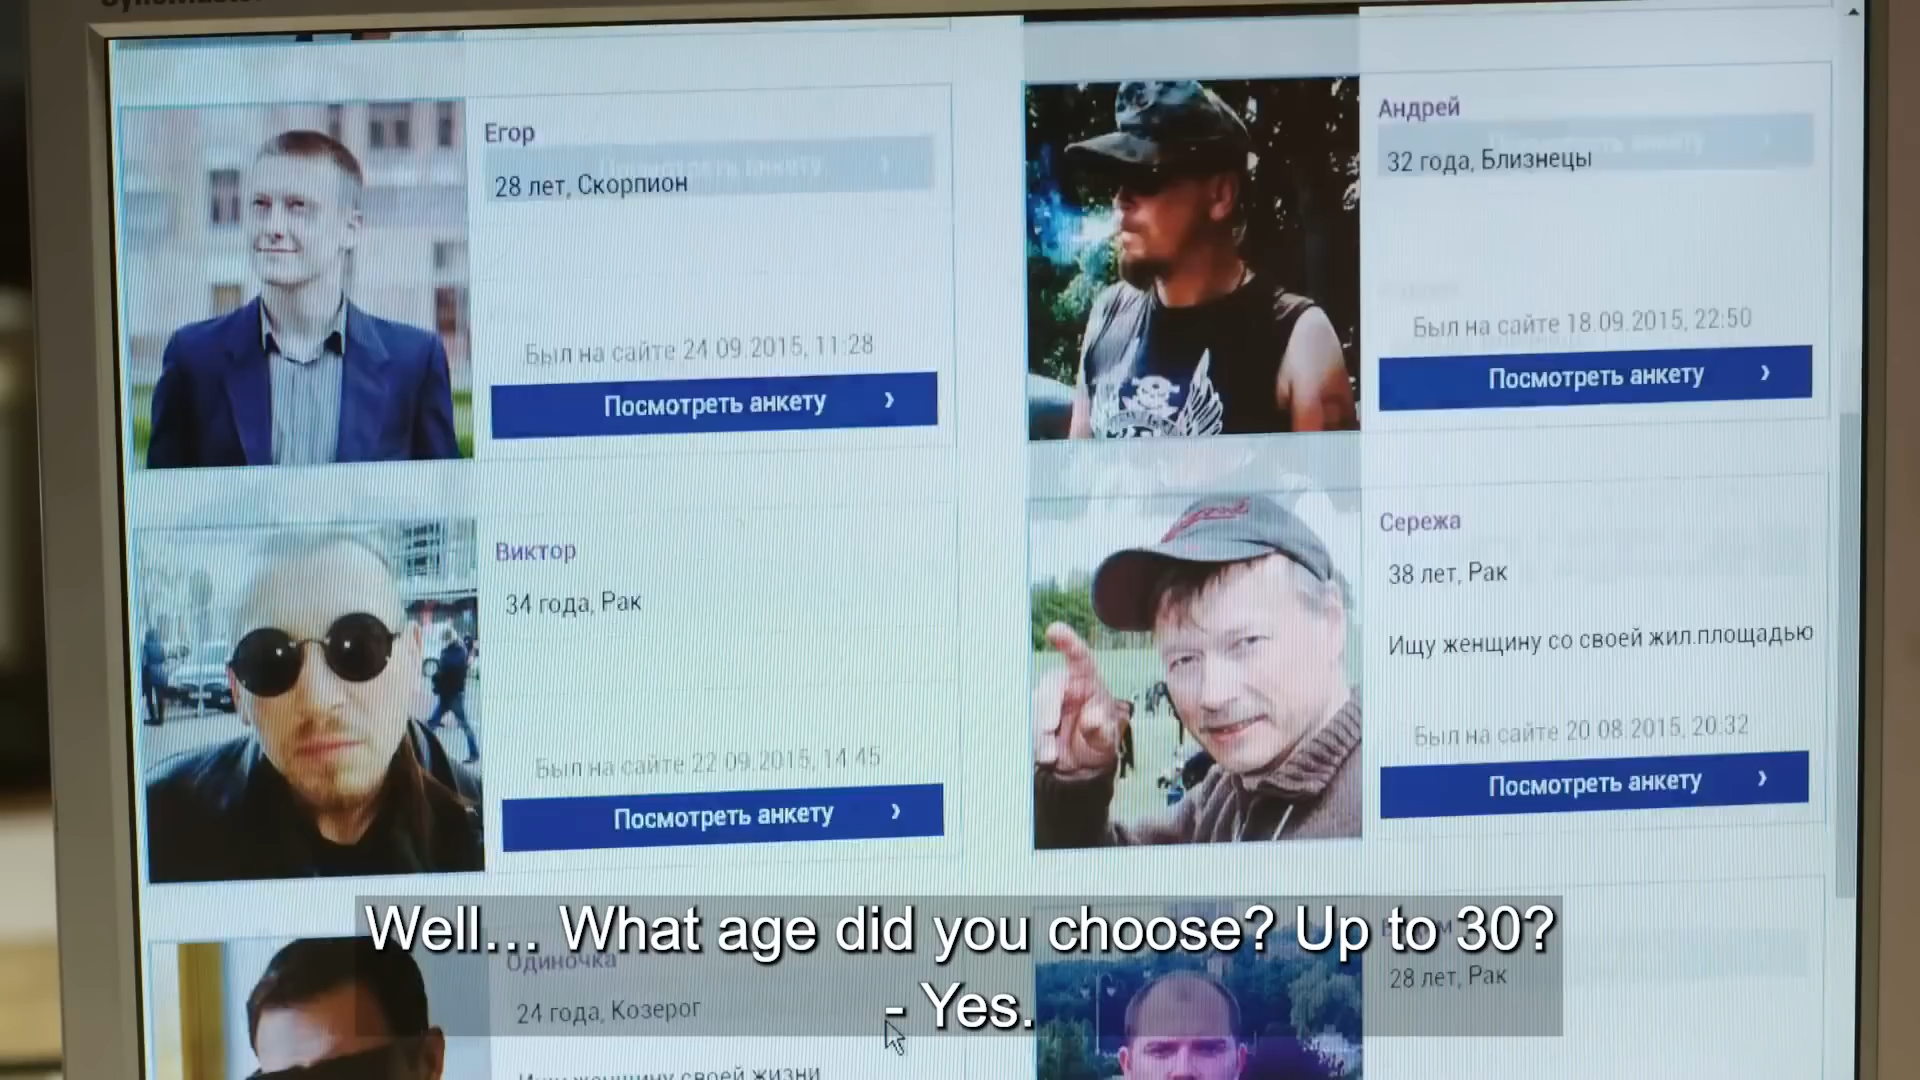 Егор
28 лет, Скорпион
Был на сайте 24.09.2015, 11:28
Посмотреть анкету
Андрей
32 года, Близнецы
Был на сайте 18.09.2015, 22:50
Посмотреть анкету
Виктор
34 года, Рак
Был на сайте 22.09.2015, 14:45
Посмотреть анкету
Сережа
38 лет, Рак
Ищу женщину со своей жил.площадью
Был на сайте 20.08.2015, 20:32
Посмотреть анкету
Одиночка
24 года, Козерог
Ищу женщину своей жизни
28 лет, Рак
Well... What age did you choose? Up to 30?
- Yes.